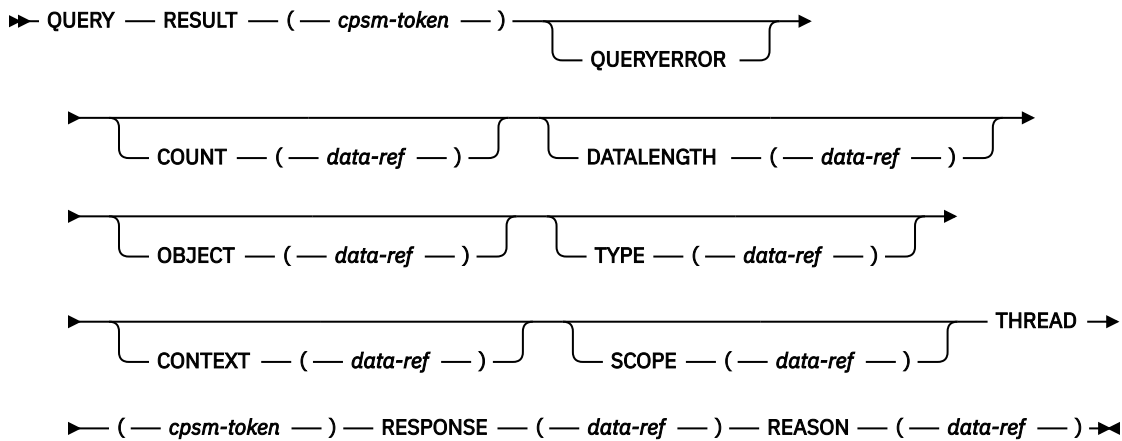 QUERY RESULT ( cpsm-token )
QUERYERROR
COUNT ( data-ref ) DATALENGTH ( data-ref )
OBJECT ( data-ref ) TYPE ( data-ref )
THREAD
CONTEXT ( data-ref ) SCOPE ( data-ref )
( cpsm-token ) RESPONSE ( data-ref ) REASON ( data-ref )